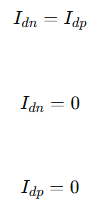 I_{dn} = I_{dp}
I_{dn} = 0
I_{dp} = 0